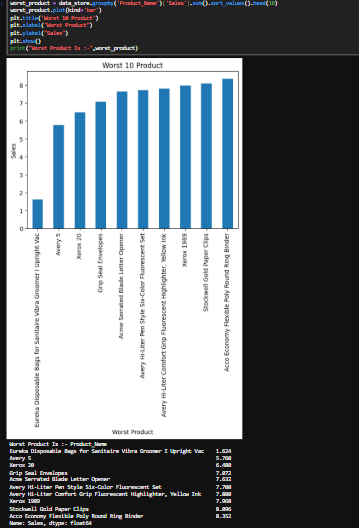 worst_product = data_store.groupby('Product_Name')['Sales'].sum().sort_values().head(10)
worst_product.plot(kind='bar')
plt.title("Worst 10 Product")
plt.xlabel("Worst Product")
plt.ylabel("Sales")
plt.show()
print("Worst Product Is :-",worst_product)
Worst 10 Product
Sales
8
7
6
5
4
3
2
1
0
Eureka Disposable Bags for Sanitaire Vibra Groomer I Upright Vac
Avery 5
Xerox 20
Grip Seal Envelopes
Acme Serrated Blade Letter Opener
Avery Hi-Liter Pen Style Six-Color Fluorescent Set
Avery Hi-Liter Comfort Grip Fluorescent Highlighter, Yellow Ink
Xerox 1989
Stockwell Gold Paper Clips
Acco Economy Flexible Poly Round Ring Binder
Worst Product
Worst Product Is :- Product_Name
Eureka Disposable Bags for Sanitaire Vibra Groomer I Upright Vac 1.624
Avery 5 5.760
Xerox 20 6.480
Grip Seal Envelopes 7.072
Acme Serrated Blade Letter Opener 7.632
Avery Hi-Liter Pen Style Six-Color Fluorescent Set 7.700
Avery Hi-Liter Comfort Grip Fluorescent Highlighter, Yellow Ink 7.800
Xerox 1989 7.968
Stockwell Gold Paper Clips 8.096
Acco Economy Flexible Poly Round Ring Binder 8.352
Name: Sales, dtype: float64